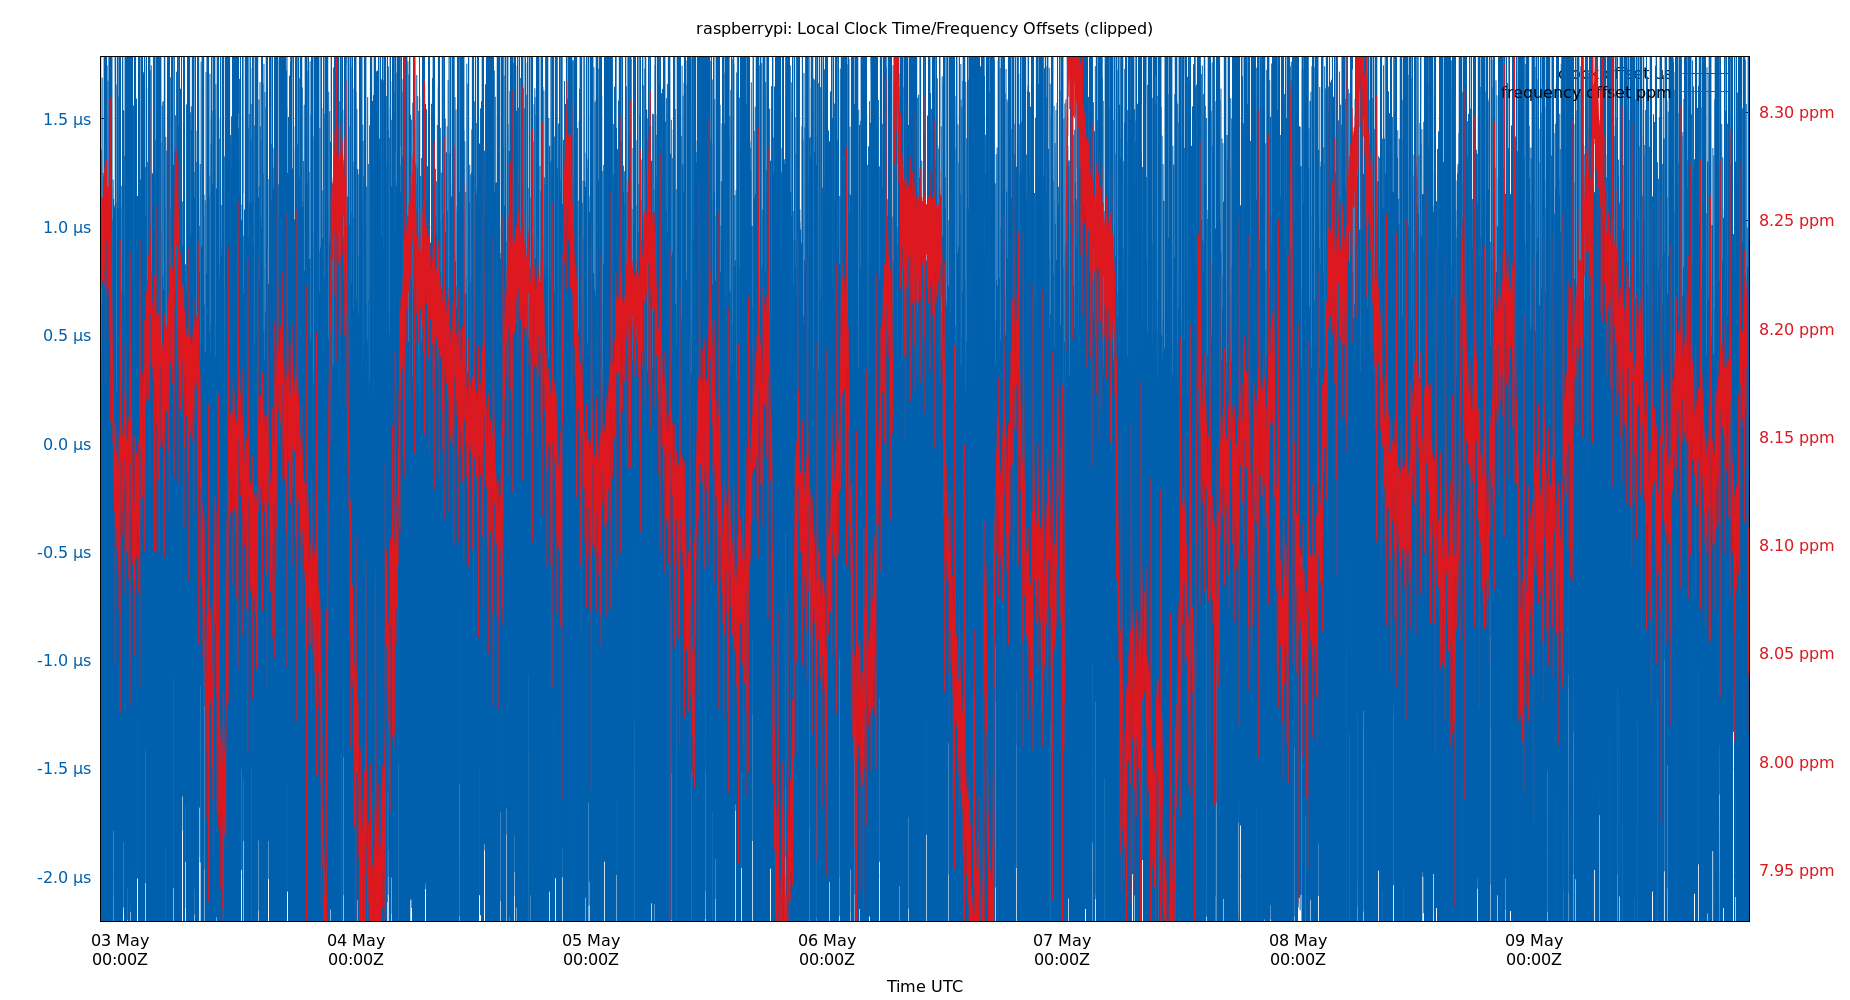 raspberrypi: Local Clock Time/Frequency Offsets (clipped)
clock offset µs
frequency offset ppm
1.5 µs
1.0 µs
0.5 µs
0.0 µs
-0.5 µs
-1.0 µs
-1.5 µs
-2.0 µs
8.30 ppm
8.25 ppm
8.20 ppm
8.15 ppm
8.10 ppm
8.05 ppm
8.00 ppm
7.95 ppm
03 May
00:00Z
04 May
00:00Z
05 May
00:00Z
06 May
00:00Z
07 May
00:00Z
08 May
00:00Z
09 May
00:00Z
Time UTC